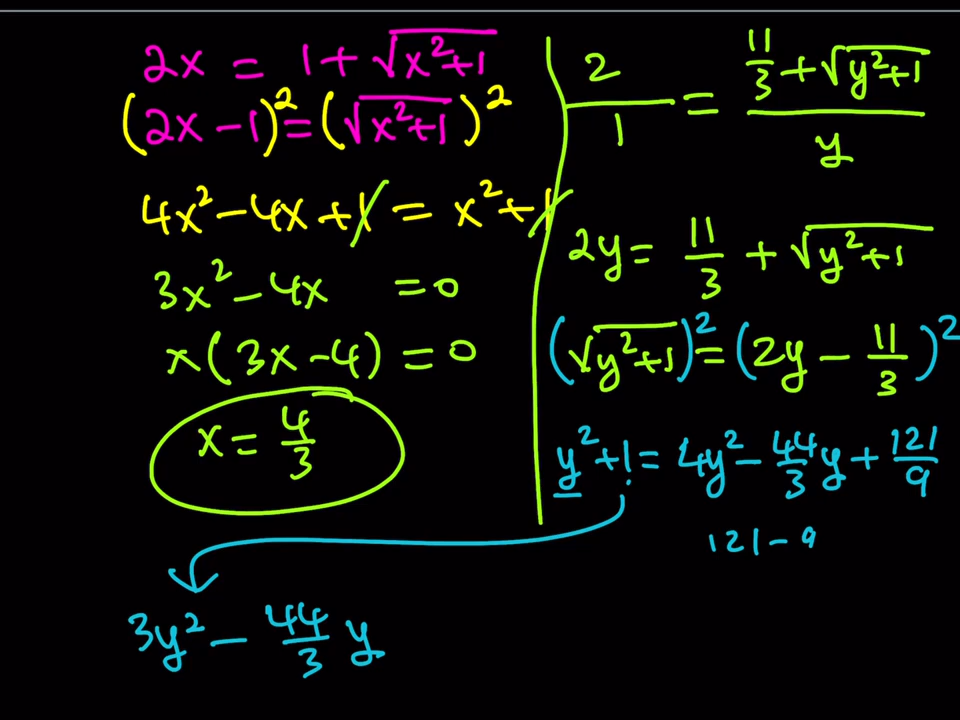 2x = 1 + √(x²+1)
(2x − 1)² = (√(x²+1))²
4x² − 4x + 1 = x² + 1
3x² − 4x = 0
x(3x − 4) = 0
x = 4/3
2/1 = (11/3 + √(y²+1))/y
2y = 11/3 + √(y²+1)
(√(y²+1))² = (2y − 11/3)²
y² + 1 = 4y² − 44/3 y + 121/9
121 − 9
3y² − 44/3 y